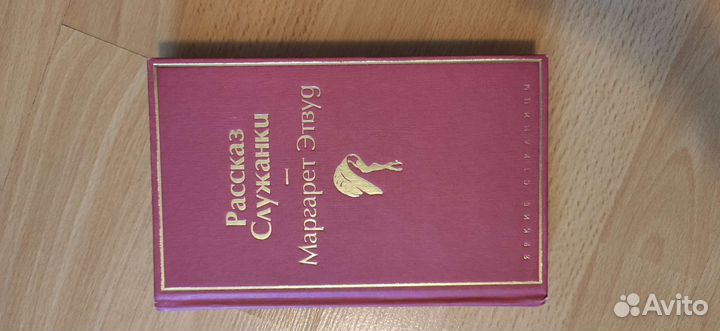 Рассказ
Служанки
—
Маргарет Этвуд
ЯРКИЕ СТРАНИЦЫ
Avito